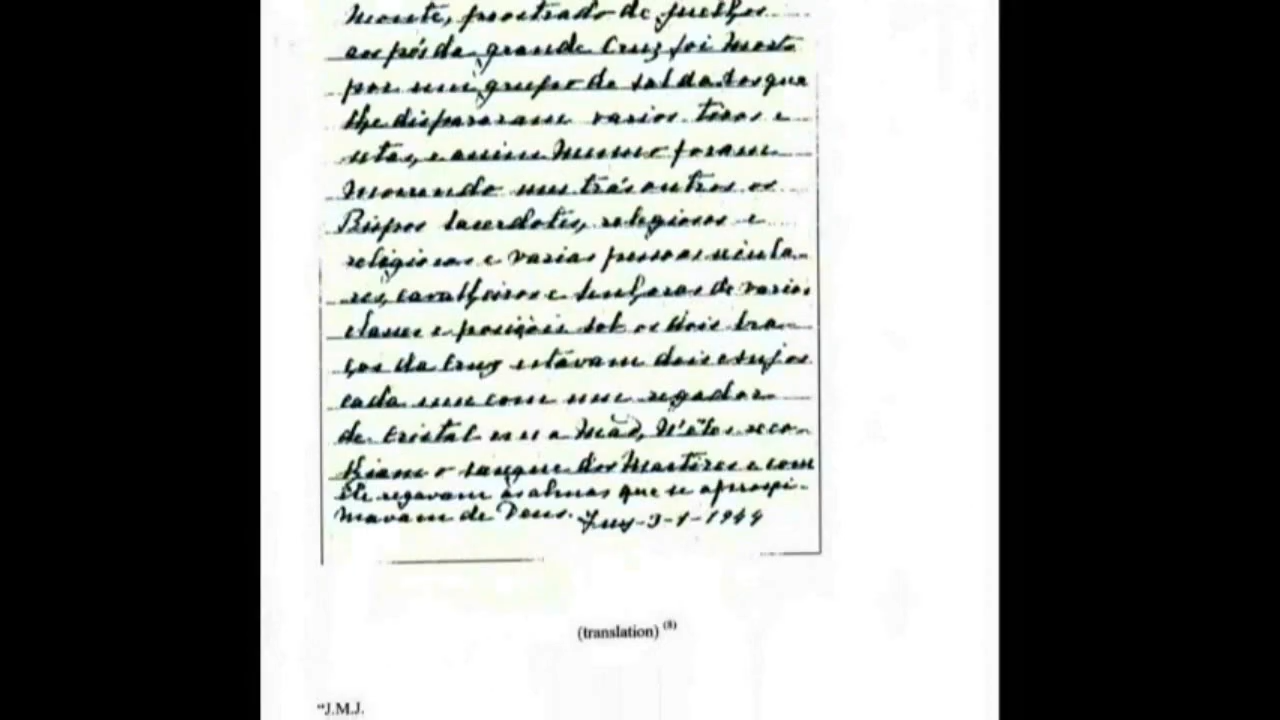 monte, prostrado de juelhos
aos pés da grande Cruz foi morto
por um grupo de soldados que
lhe dispararam varios tiros e
setas, e assim mesmo foram
morrendo uns trás outros os
Bispos Sacerdotes, religiosos e
religiosas e varias pessoas secula-
res, cavalheiros e senhoras de varias
classes e posições sob os dois bra-
ços da Cruz estavam dois Anjos
cada um com um regador
de cristal em a mão, N'êles reco-
lhiam o sangue dos Martires e com
êle regavam as almas que se aproxi-
mavam de Deus. Tuy-3-1-1944
(translation) (8)
“J.M.J.